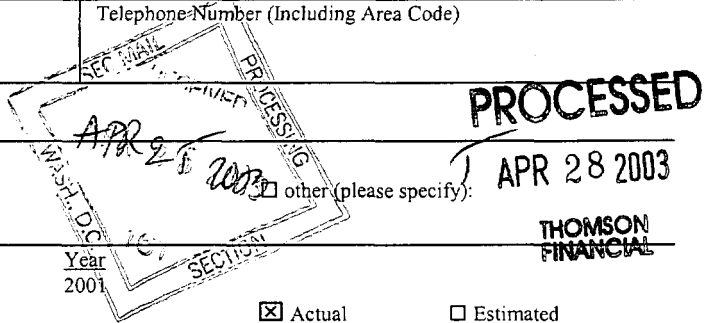 Telephone Number (Including Area Code)
SEC MAIL
RECEIVED
PROCESSING
PROCESSED
APR 2003
WASH., D.C.
☐ other (please specify):
APR 28 2003
THOMSON
FINANCIAL
SECTION
Year
2001
☒ Actual ☐ Estimated